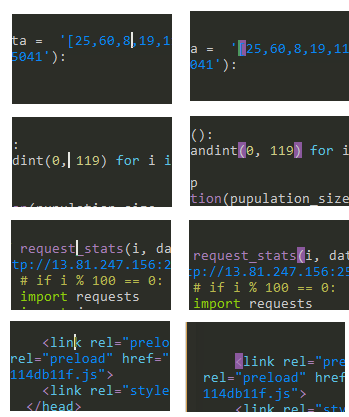 ta = '[25,60,8,19,1
5041'):
a = '[25,60,8,19,11
041'):
:
dint(0, 119) for i i
():
andint(0, 119) for i
p
tion(pupulation_size
request_stats(i, dat
tp://13.81.247.156:2
# if i % 100 == 0:
import requests
request_stats(i, da
tp://13.81.247.156:25
# if i % 100 == 0:
import requests
<link rel="prelo
rel="preload" href="
114db11f.js">
<link rel="style
</head>
<link rel="pre
rel="preload" href
114db11f.js">
<link rel="st